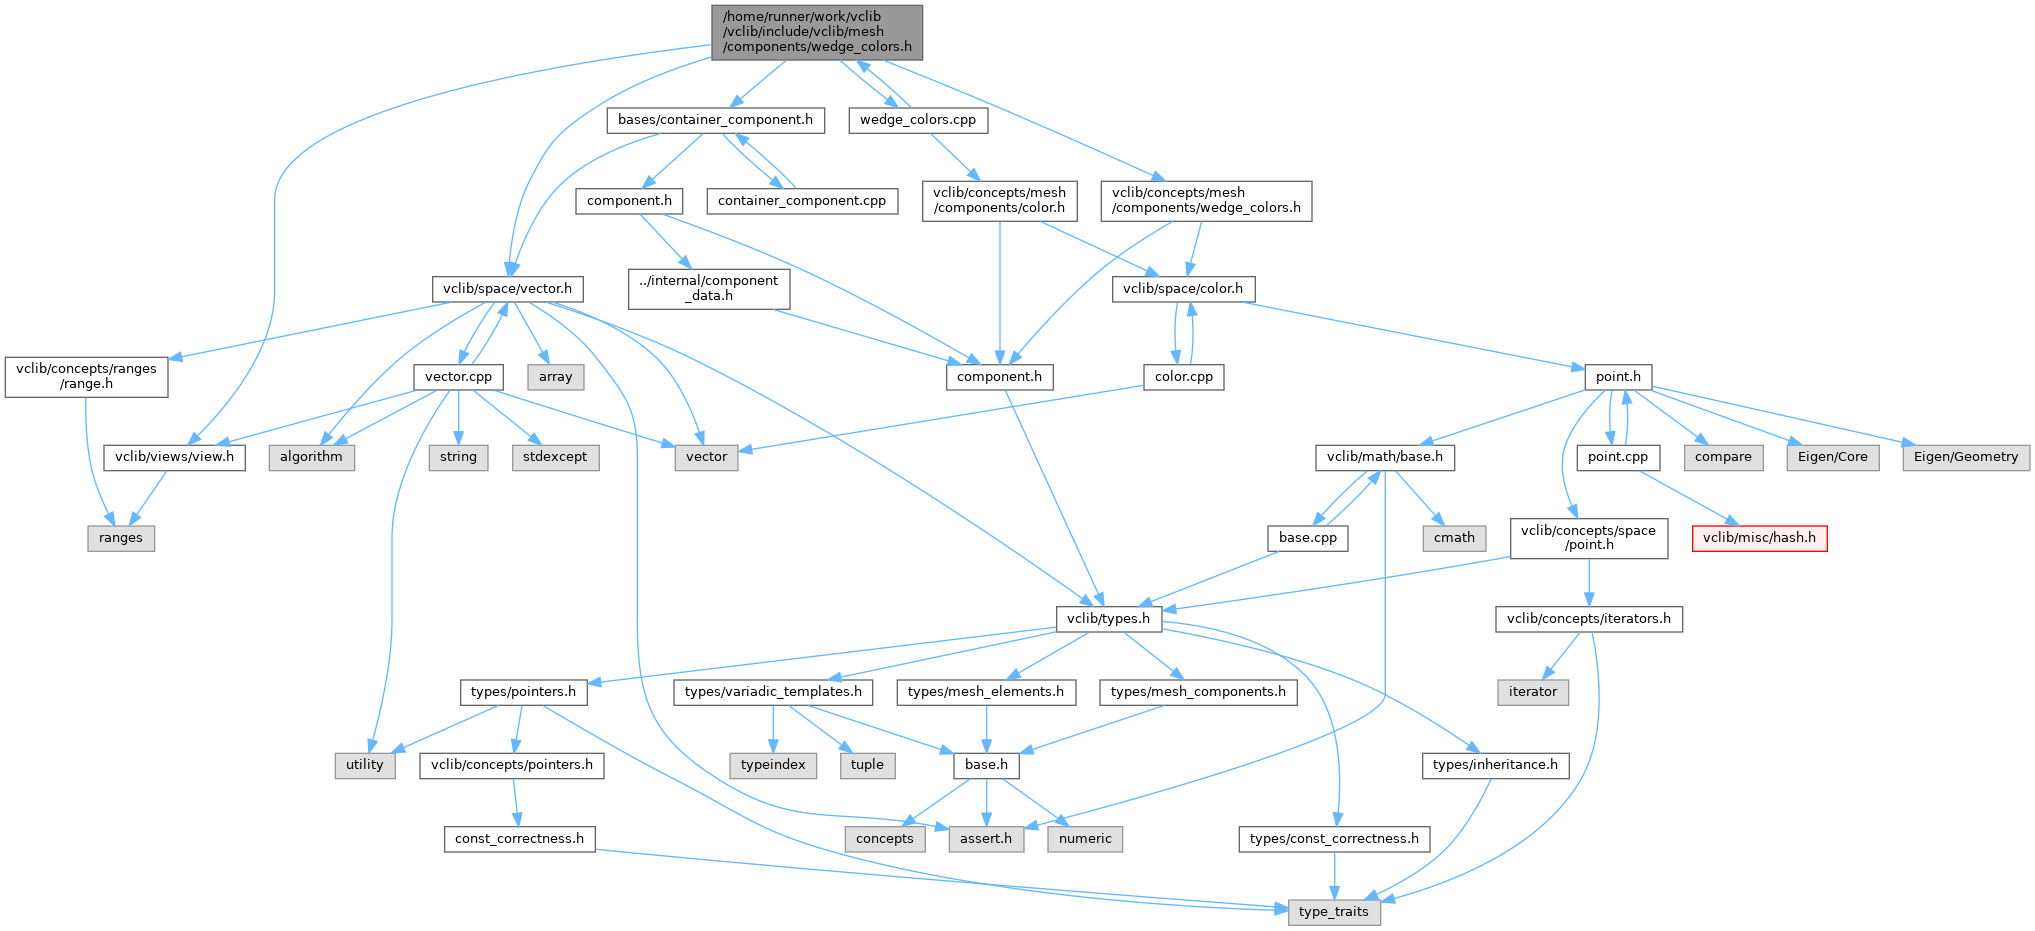 /home/runner/work/vclib
/vclib/include/vclib/mesh
/components/wedge_colors.h
bases/container_component.h
wedge_colors.cpp
component.h
container_component.cpp
vclib/concepts/mesh
/components/color.h
vclib/concepts/mesh
/components/wedge_colors.h
../internal/component
_data.h
vclib/space/vector.h
vclib/space/color.h
vclib/concepts/ranges
/range.h
vector.cpp
array
component.h
color.cpp
point.h
vclib/views/view.h
algorithm
string
stdexcept
vector
vclib/math/base.h
point.cpp
compare
Eigen/Core
Eigen/Geometry
ranges
base.cpp
cmath
vclib/concepts/space
/point.h
vclib/misc/hash.h
vclib/types.h
vclib/concepts/iterators.h
types/pointers.h
types/variadic_templates.h
types/mesh_elements.h
types/mesh_components.h
iterator
utility
vclib/concepts/pointers.h
typeindex
tuple
base.h
types/inheritance.h
const_correctness.h
concepts
assert.h
numeric
types/const_correctness.h
type_traits